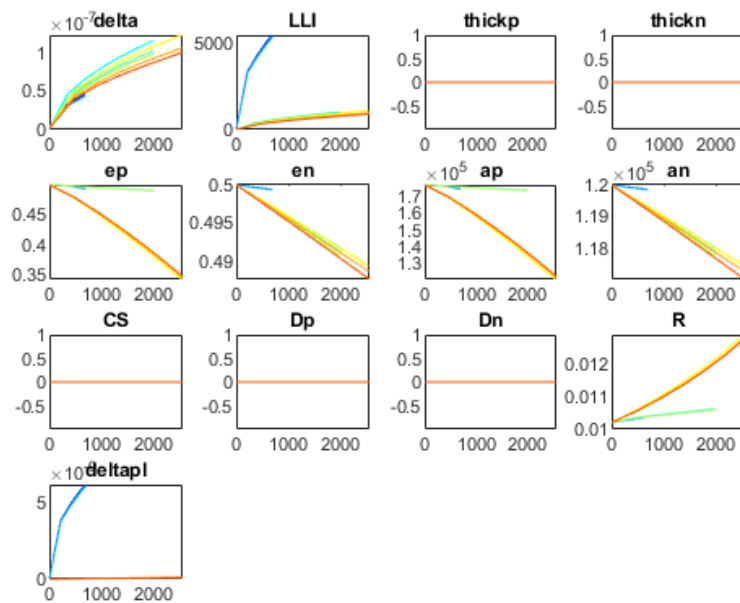 delta LLI thickp thickn
×10⁻⁷ 1 0.5 0 0 1000 2000
5000 0 0 1000 2000
1 0.5 0 -0.5 0 1000 2000
1 0.5 0 -0.5 0 1000 2000
ep en ap an
0.45 0.4 0.35 0 1000 2000
0.5 0.495 0.49 0 1000 2000
×10⁵ 1.7 1.6 1.5 1.4 1.3 0 1000 2000
×10⁵ 1.2 1.19 1.18 0 1000 2000
CS Dp Dn R
1 0.5 0 -0.5 0 1000 2000
1 0.5 0 -0.5 0 1000 2000
1 0.5 0 -0.5 0 1000 2000
0.012 0.011 0.01 0 1000 2000
deltapl
×10 5 0 0 1000 2000